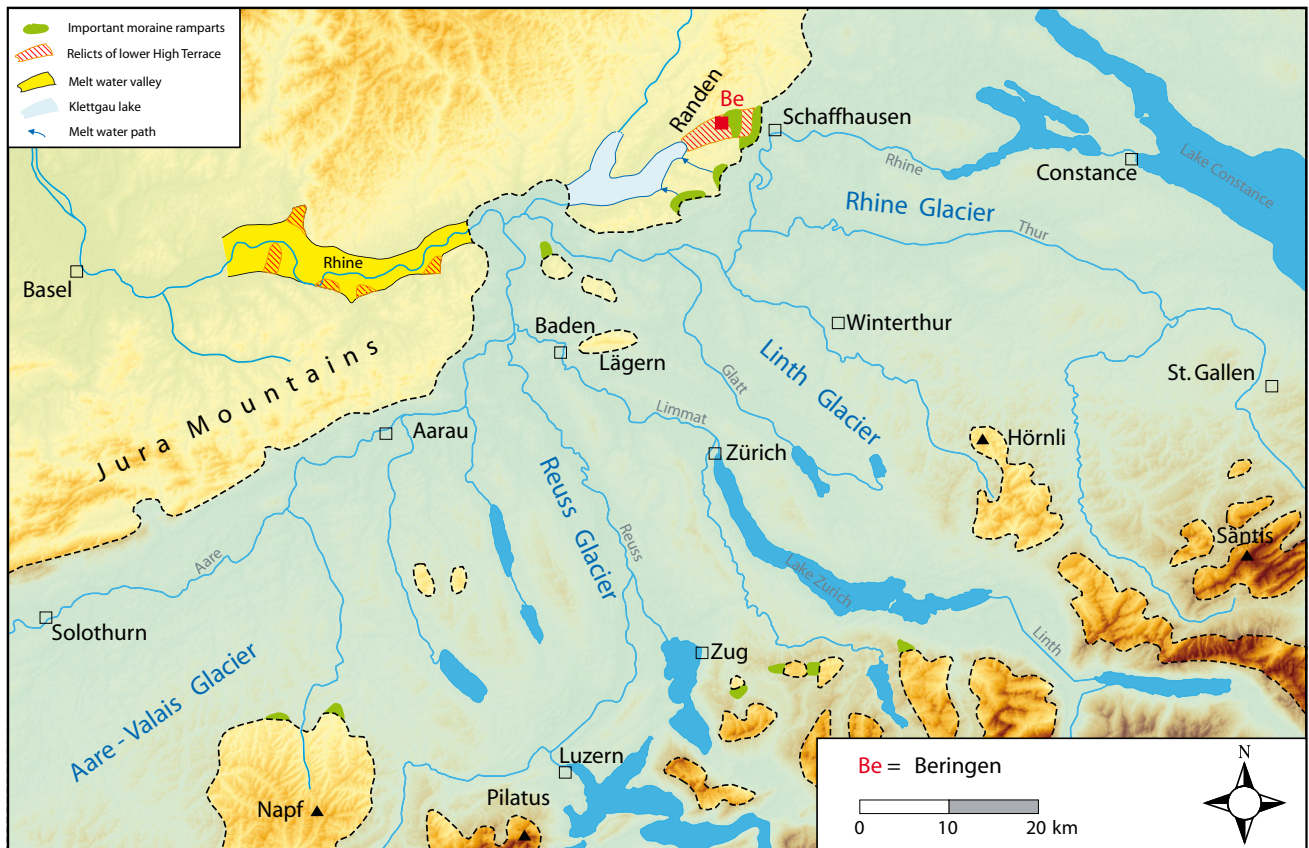 Important moraine ramparts
Relicts of lower High Terrace
Melt water valley
Klettgau lake
Melt water path
Randen
Be
Schaffhausen
Rhine
Constance
Lake Constance
Rhine Glacier
Thur
Rhine
Basel
Winterthur
Baden
Lägern
Linth Glacier
Glatt
St. Gallen
Jura Mountains
Limmat
Aarau
Zürich
Hörnli
Reuss Glacier
Reuss
Säntis
Aare
Lake Zurich
Solothurn
Linth
Zug
Aare - Valais Glacier
Luzern
Napf
Pilatus
Be = Beringen
0 10 20 km
N